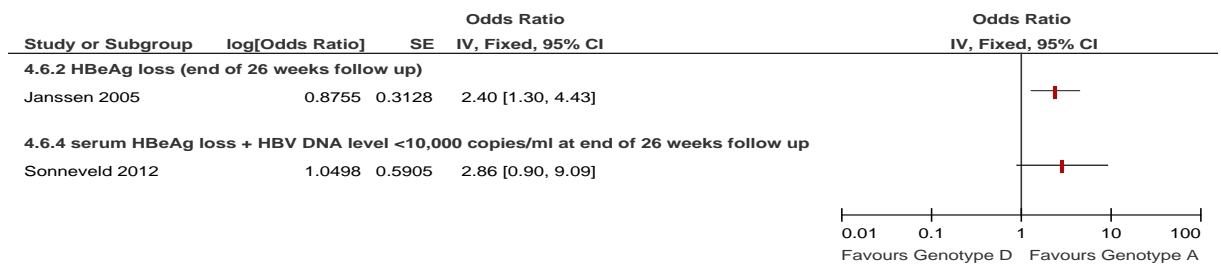 Odds Ratio Odds Ratio
Study or Subgroup log[Odds Ratio] SE IV, Fixed, 95% CI IV, Fixed, 95% CI
4.6.2 HBeAg loss (end of 26 weeks follow up)
Janssen 2005 0.8755 0.3128 2.40 [1.30, 4.43]
4.6.4 serum HBeAg loss + HBV DNA level <10,000 copies/ml at end of 26 weeks follow up
Sonneveld 2012 1.0498 0.5905 2.86 [0.90, 9.09]
0.01 0.1 1 10 100
Favours Genotype D Favours Genotype A